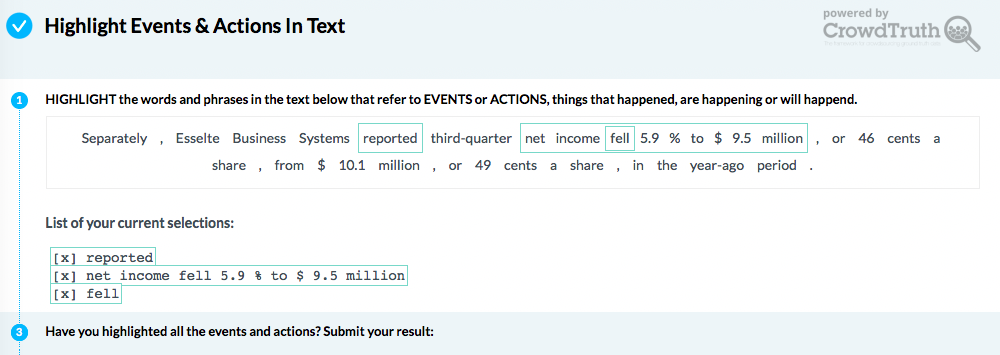 Highlight Events & Actions In Text
powered by
CrowdTruth
1
HIGHLIGHT the words and phrases in the text below that refer to EVENTS or ACTIONS, things that happened, are happening or will happend.
Separately , Esselte Business Systems reported third-quarter net income fell 5.9 % to $ 9.5 million , or 46 cents a
share , from $ 10.1 million , or 49 cents a share , in the year-ago period .
List of your current selections:
[x] reported
[x] net income fell 5.9 % to $ 9.5 million
[x] fell
3
Have you highlighted all the events and actions? Submit your result: